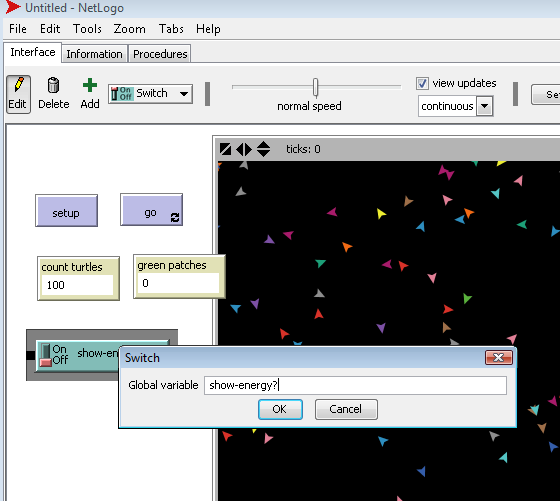 Untitled - NetLogo
File Edit Tools Zoom Tabs Help
Interface Information Procedures
Edit Delete Add On Off Switch normal speed view updates continuous
ticks: 0
setup go
count turtles
100
green patches
0
On
Off
Switch
Global variable show-energy?
OK Cancel